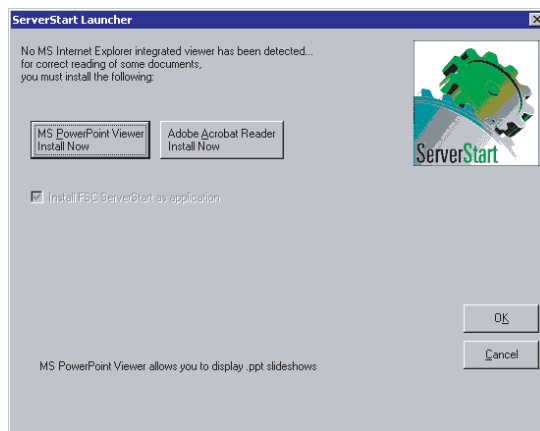 ServerStart Launcher
No MS Internet Explorer integrated viewer has been detected...
for correct reading of some documents,
you must install the following:
MS PowerPoint Viewer
Install Now
Adobe Acrobat Reader
Install Now
ServerStart
Install FSC ServerStart as application
OK
Cancel
MS PowerPoint Viewer allows you to display .ppt slideshows